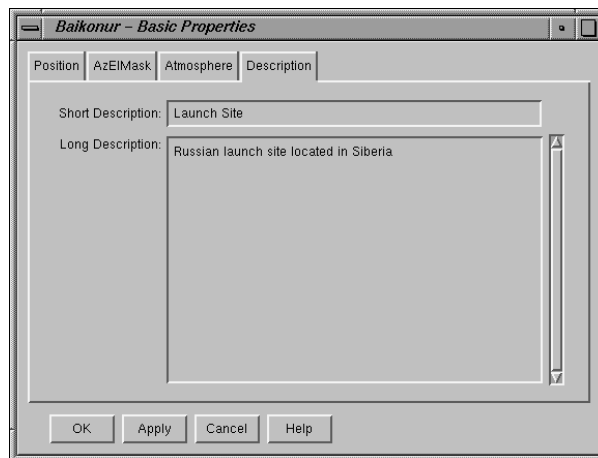 Baikonur – Basic Properties
Position AzElMask Atmosphere Description
Short Description: Launch Site
Long Description: Russian launch site located in Siberia
OK Apply Cancel Help